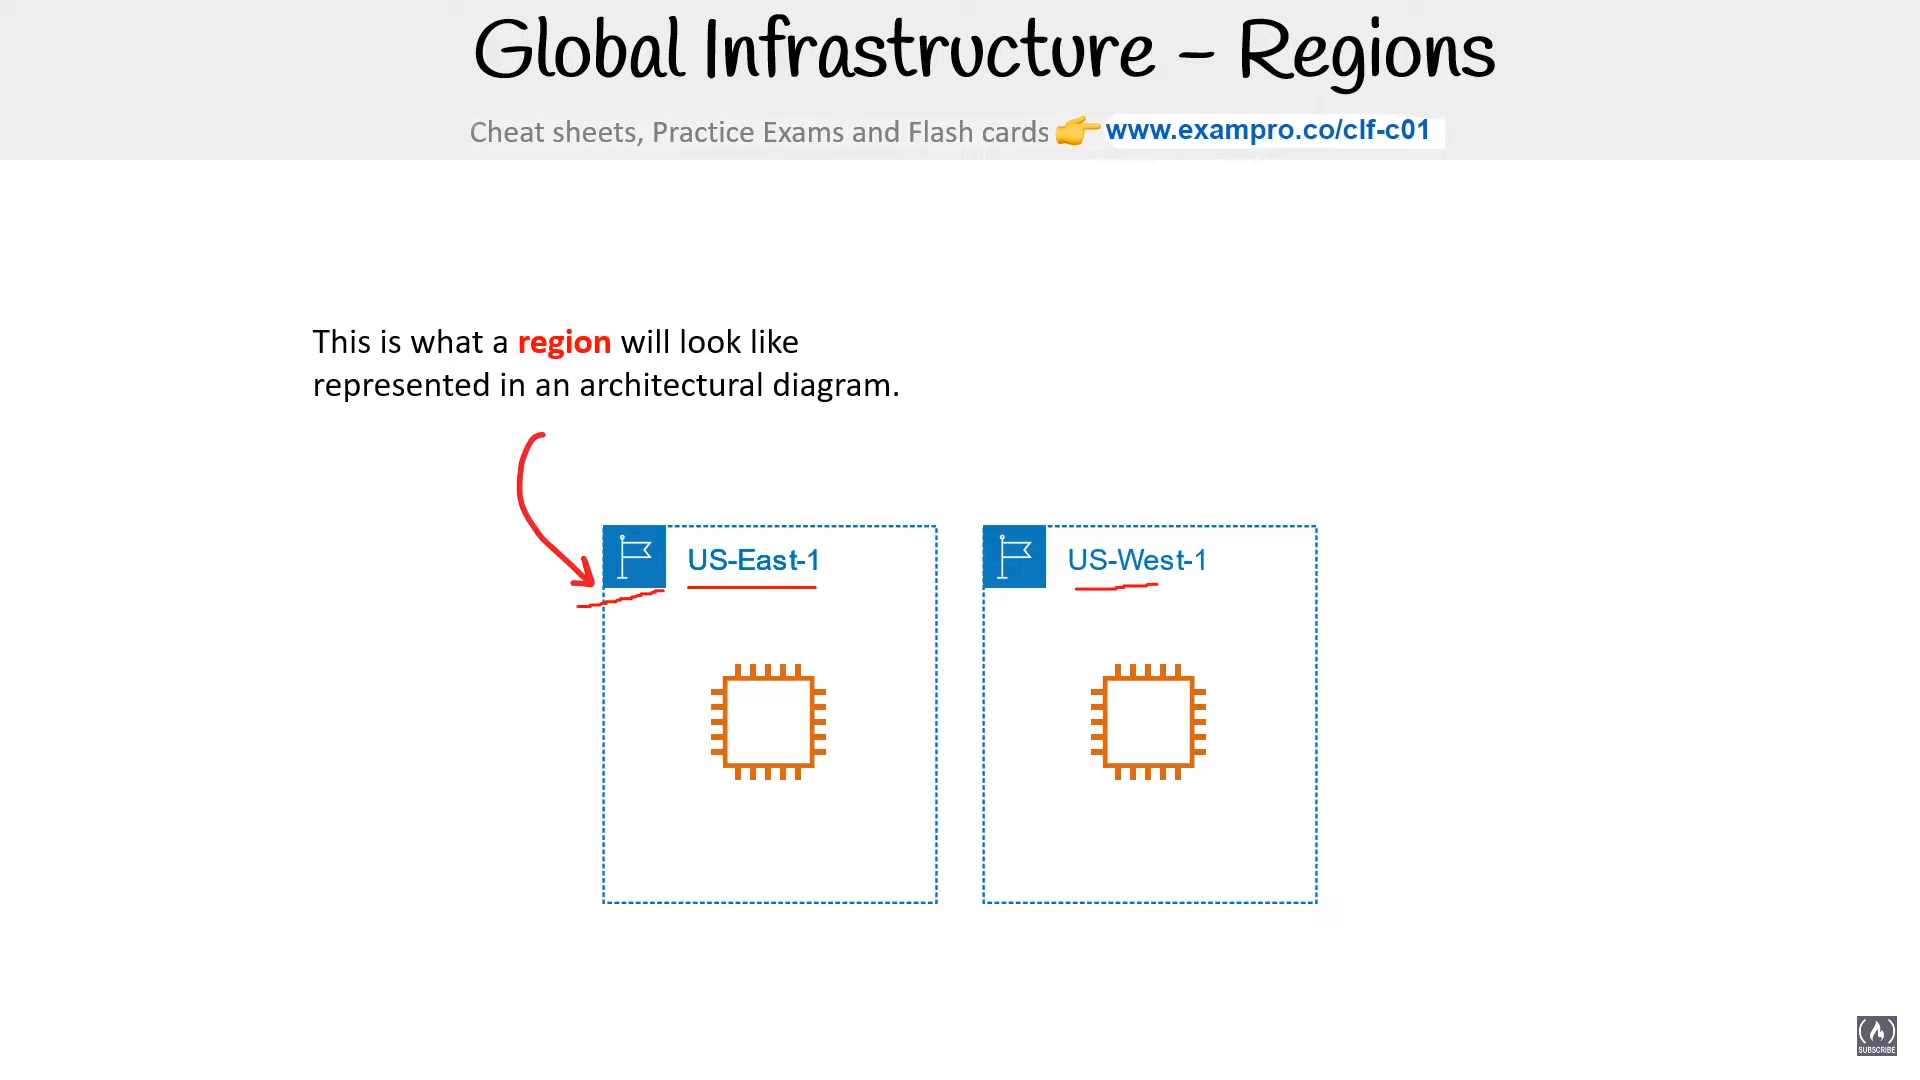 Global Infrastructure – Regions
Cheat sheets, Practice Exams and Flash cards 👉 www.exampro.co/clf-c01
This is what a region will look like
represented in an architectural diagram.
US-East-1
US-West-1
SUBSCRIBE